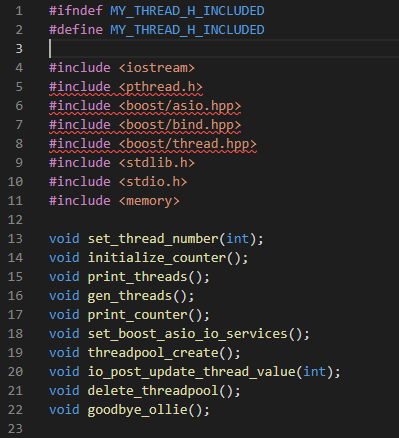 1 #ifndef MY_THREAD_H_INCLUDED
2 #define MY_THREAD_H_INCLUDED
3
4 #include <iostream>
5 #include <pthread.h>
6 #include <boost/asio.hpp>
7 #include <boost/bind.hpp>
8 #include <boost/thread.hpp>
9 #include <stdlib.h>
10 #include <stdio.h>
11 #include <memory>
12
13 void set_thread_number(int);
14 void initialize_counter();
15 void print_threads();
16 void gen_threads();
17 void print_counter();
18 void set_boost_asio_io_services();
19 void threadpool_create();
20 void io_post_update_thread_value(int);
21 void delete_threadpool();
22 void goodbye_ollie();
23